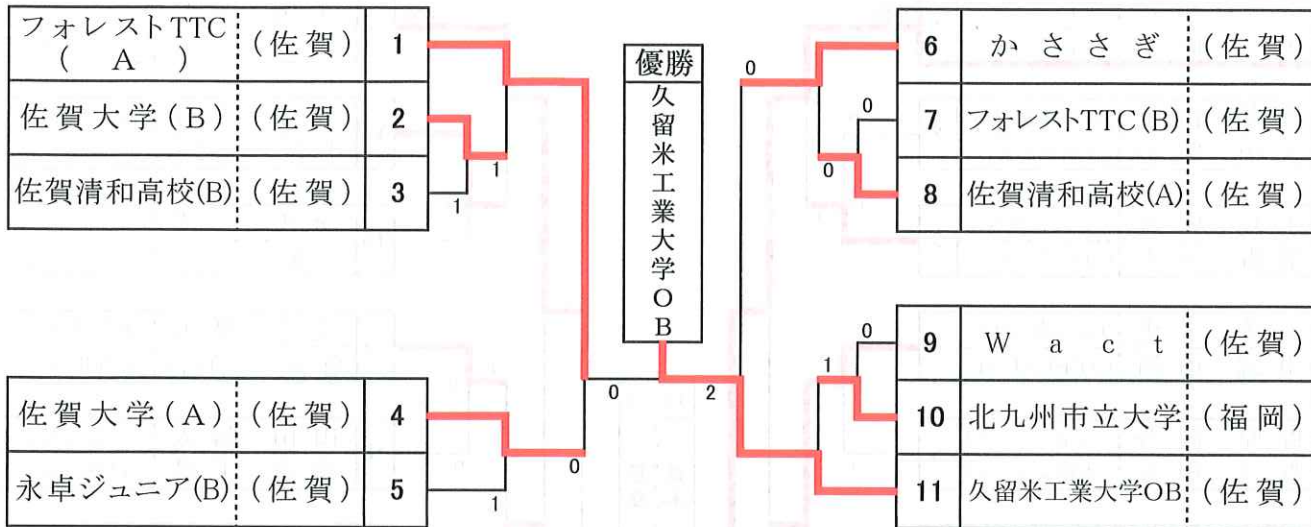 フォレストTTC
( A ) (佐賀) 1
佐賀大学(B) (佐賀) 2
佐賀清和高校(B) (佐賀) 3
1
1
佐賀大学(A) (佐賀) 4
永卓ジュニア(B) (佐賀) 5
1
0
優勝
久留米工業大学OB
0
2
0
6 かささぎ (佐賀)
7 フォレストTTC(B) (佐賀)
8 佐賀清和高校(A) (佐賀)
0
0
9 Wact (佐賀)
10 北九州市立大学 (福岡)
11 久留米工業大学OB (佐賀)
0
1